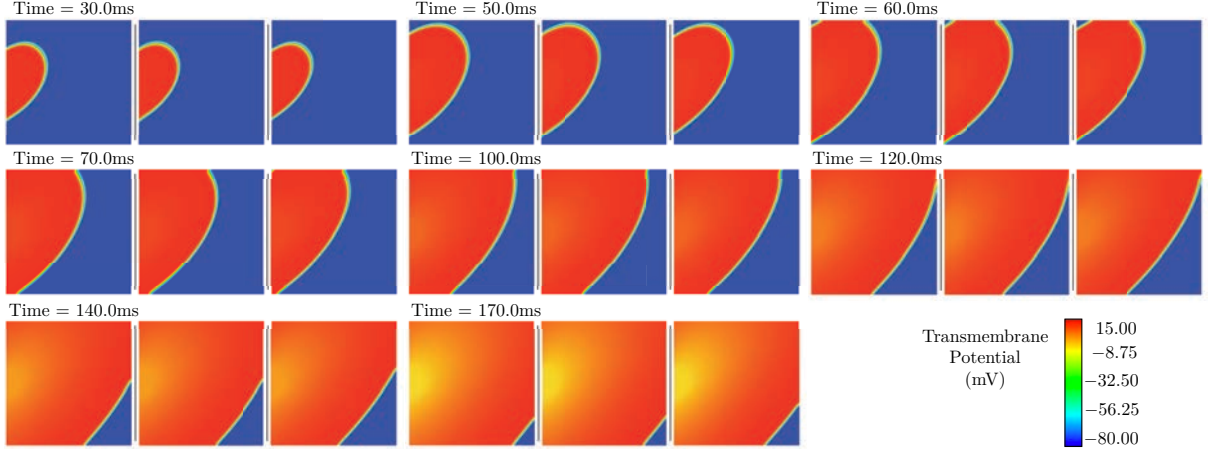 Time = 30.0ms
Time = 50.0ms
Time = 60.0ms
Time = 70.0ms
Time = 100.0ms
Time = 120.0ms
Time = 140.0ms
Time = 170.0ms
Transmembrane
Potential
(mV)
15.00
−8.75
−32.50
−56.25
−80.00